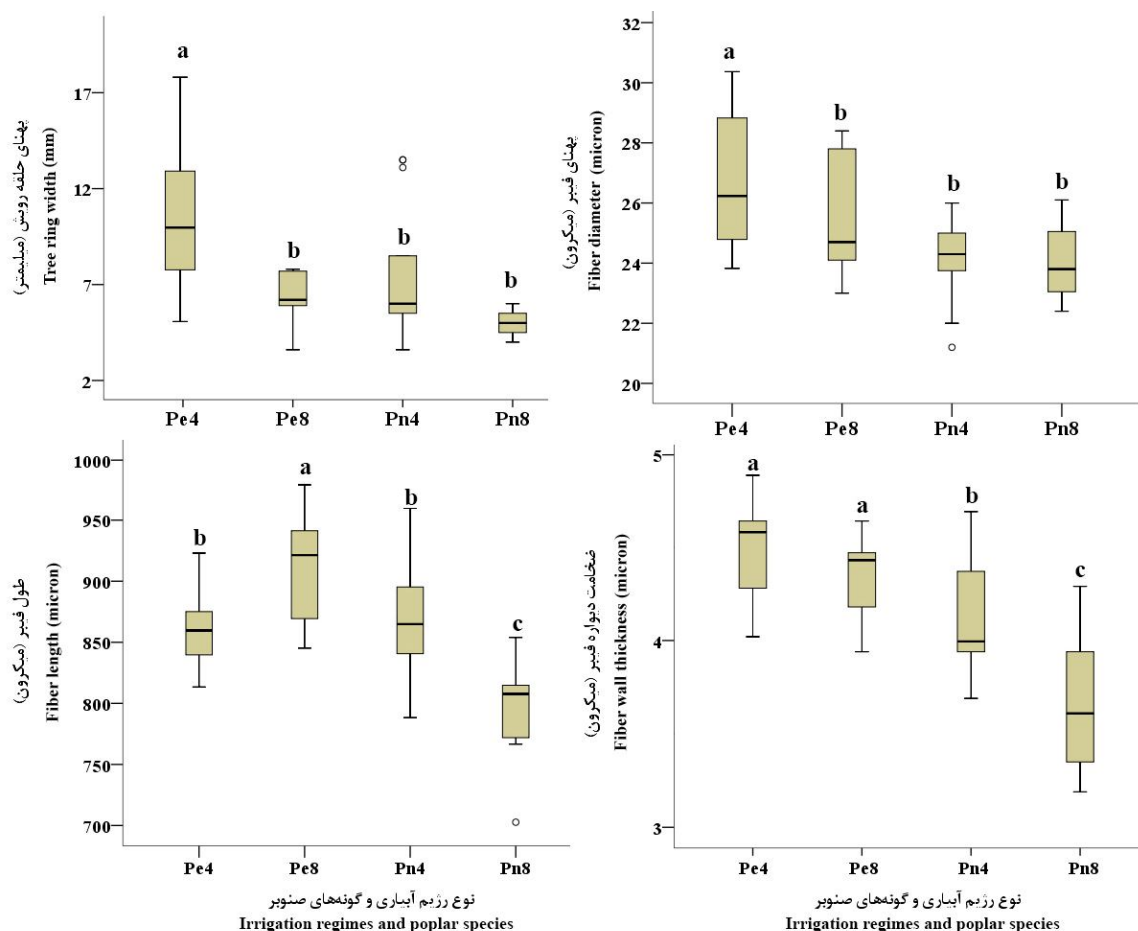 پهنای حلقه رویش (میلیمتر)
Tree ring width (mm)
17
12
7
2
a
b
b
b
Pe4 Pe8 Pn4 Pn8
پهنای فیبر (میکرون)
Fiber diameter (micron)
32
30
28
26
24
22
20
a
b
b
b
Pe4 Pe8 Pn4 Pn8
طول فیبر (میکرون)
Fiber length (micron)
1000
950
900
850
800
750
700
b
a
b
c
Pe4 Pe8 Pn4 Pn8
نوع رژیم آبیاری و گونه‌های صنوبر
Irrigation regimes and poplar species
ضخامت دیواره فیبر (میکرون)
Fiber wall thickness (micron)
5
4
3
a
a
b
c
Pe4 Pe8 Pn4 Pn8
نوع رژیم آبیاری و گونه‌های صنوبر
Irrigation regimes and poplar species